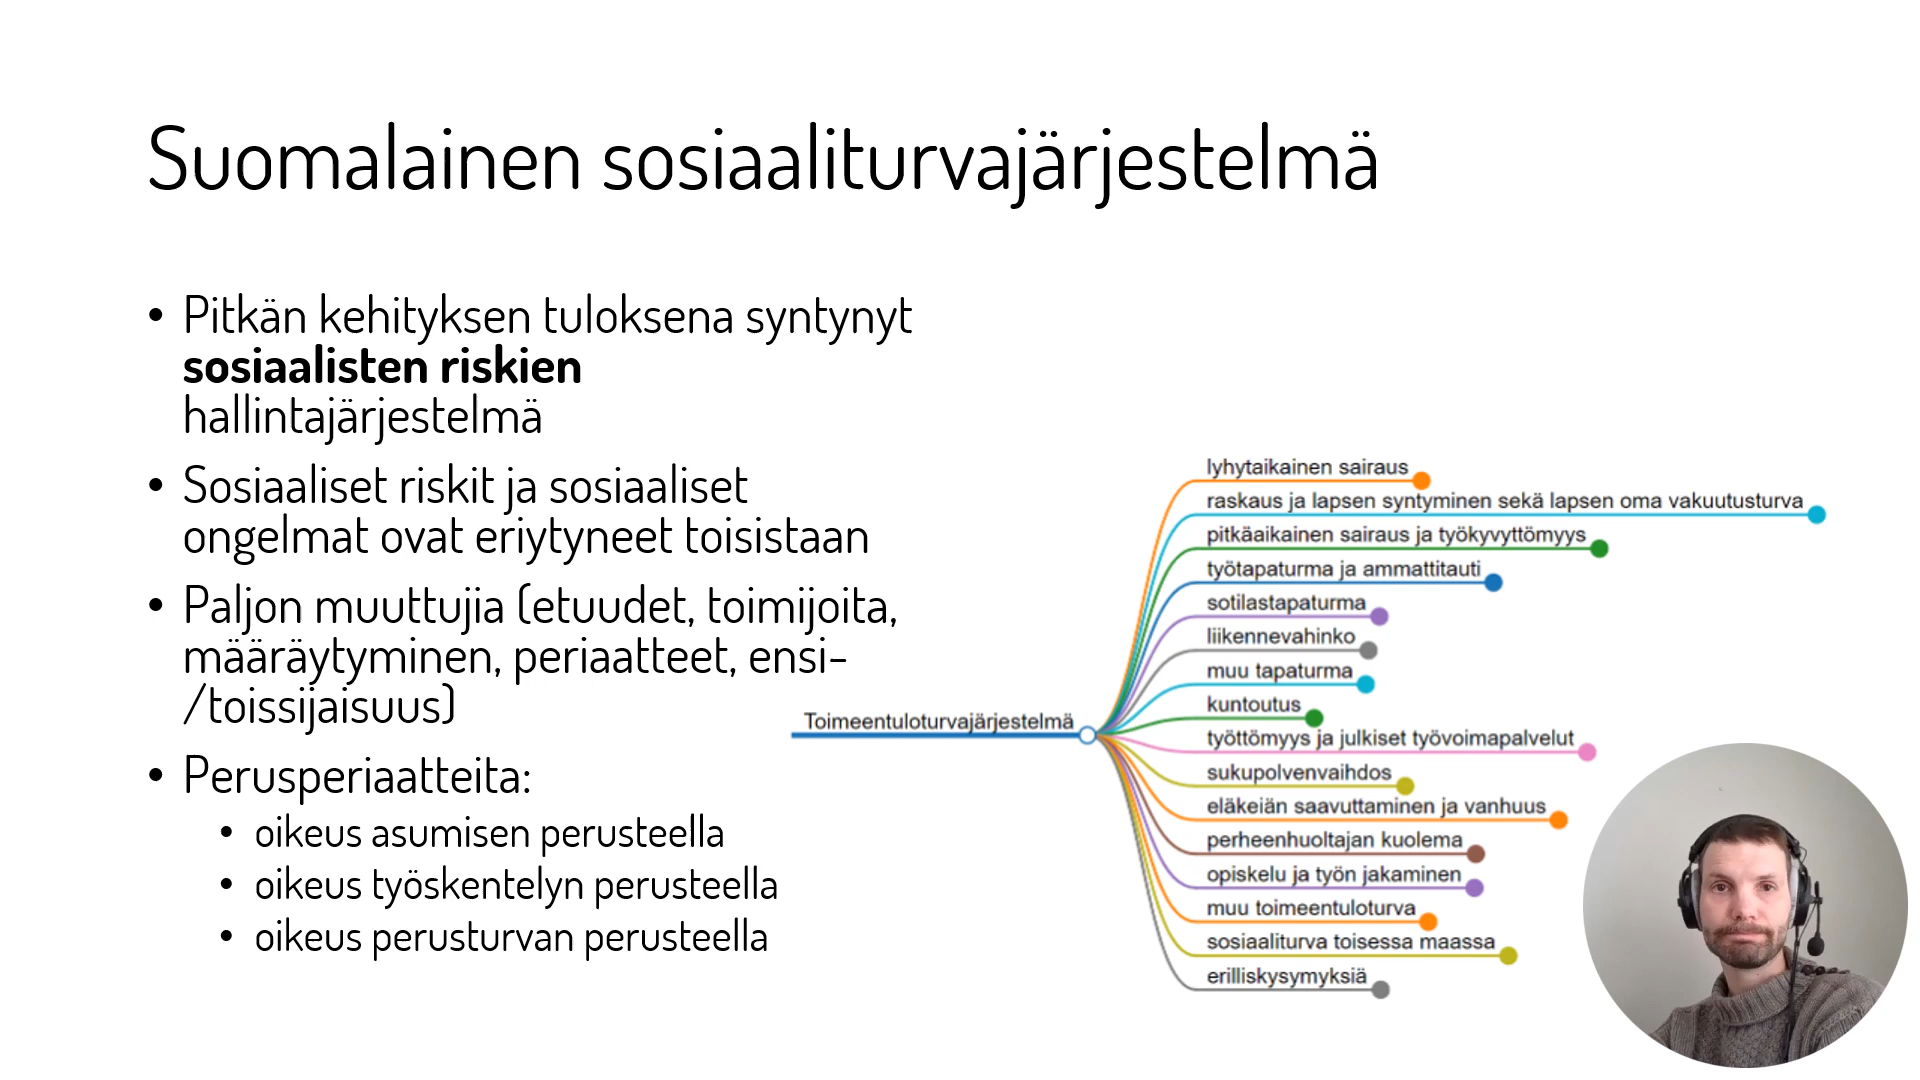 Suomalainen sosiaaliturvajärjestelmä
• Pitkän kehityksen tuloksena syntynyt
sosiaalisten riskien
hallintajärjestelmä
• Sosiaaliset riskit ja sosiaaliset
ongelmat ovat eriytyneet toisistaan
• Paljon muuttujia (etuudet, toimijoita,
määräytyminen, periaatteet, ensi-
/toissijaisuus)
• Perusperiaatteita:
• oikeus asumisen perusteella
• oikeus työskentelyn perusteella
• oikeus perusturvan perusteella
Toimeentuloturvajärjestelmä
lyhytaikainen sairaus
raskaus ja lapsen syntyminen sekä lapsen oma vakuutusturva
pitkäaikainen sairaus ja työkyvyttömyys
työtapaturma ja ammattitauti
sotilastapaturma
liikennevahinko
muu tapaturma
kuntoutus
työttömyys ja julkiset työvoimapalvelut
sukupolvenvaihdos
eläkeiän saavuttaminen ja vanhuus
perheenhuoltajan kuolema
opiskelu ja työn jakaminen
muu toimeentuloturva
sosiaaliturva toisessa maassa
erilliskysymyksiä